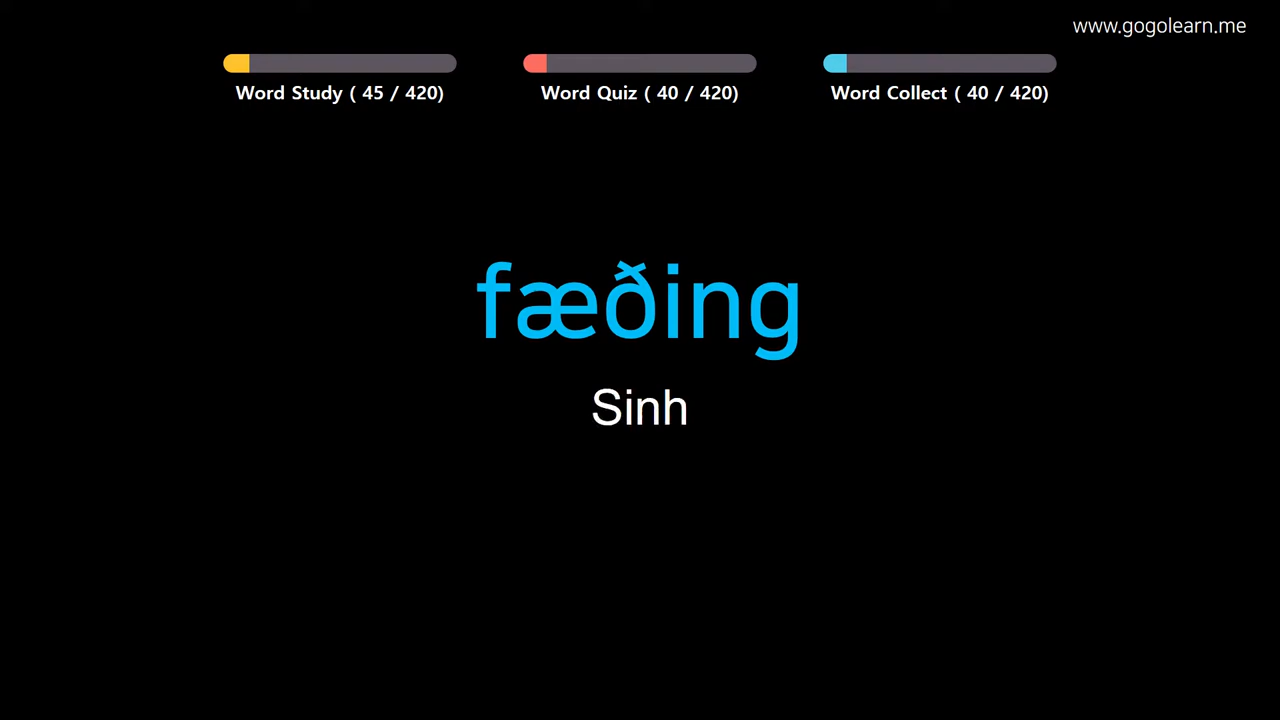 www.gogolearn.me
Word Study ( 45 / 420)
Word Quiz ( 40 / 420)
Word Collect ( 40 / 420)
fæðing
Sinh